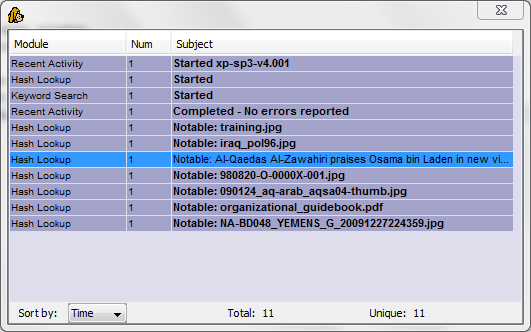 Module Num Subject
Recent Activity 1 Started xp-sp3-v4.001
Hash Lookup 1 Started
Keyword Search 1 Started
Recent Activity 1 Completed - No errors reported
Hash Lookup 1 Notable: training.jpg
Hash Lookup 1 Notable: iraq_pol96.jpg
Hash Lookup 1 Notable: Al-Qaedas Al-Zawahiri praises Osama bin Laden in new vi...
Hash Lookup 1 Notable: 980820-O-0000X-001.jpg
Hash Lookup 1 Notable: 090124_aq-arab_aqsa04-thumb.jpg
Hash Lookup 1 Notable: organizational_guidebook.pdf
Hash Lookup 1 Notable: NA-BD048_YEMENS_G_20091227224359.jpg
Sort by: Time Total: 11 Unique: 11